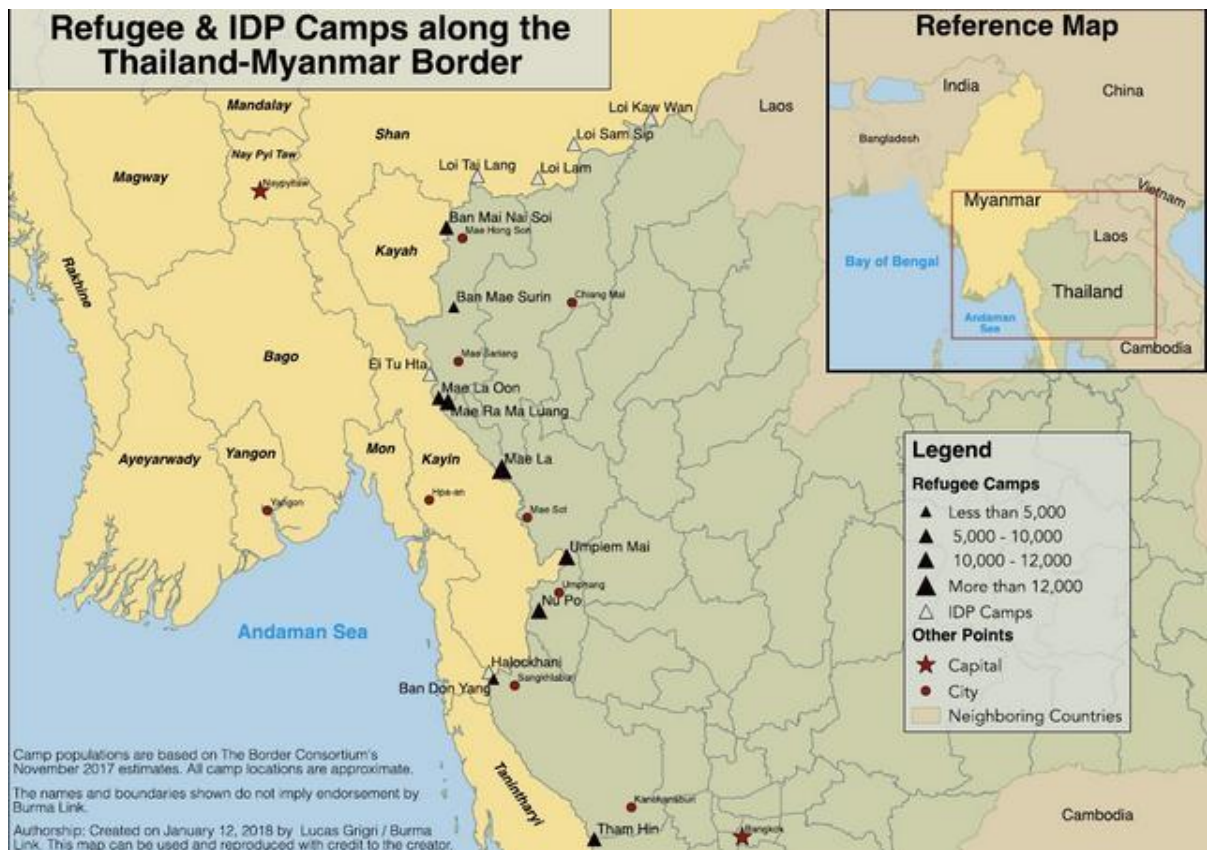 Refugee & IDP Camps along the
Thailand-Myanmar Border
Reference Map
India
China
Bangladesh
Myanmar
Vietnam
Laos
Bay of Bengal
Thailand
Andaman
Sea
Cambodia
Mandalay
Shan
Loi Kaw Wan
Laos
Loi Sam Sip
Nay Pyi Taw
Magway
Naypyitaw
Loi Tai Lang
Loi Lam
Ban Mai Nai Soi
Mae Hong Son
Kayah
Rakhine
Ban Mae Surin
Chiang Mai
Bago
Mae Sariang
Ei Tu Hta
Mae La Oon
Mae Ra Ma Luang
Ayeyarwady
Yangon
Mon
Kayin
Mae La
Hpa-an
Yangon
Mae Sot
Umpiem Mai
Umphang
Nu Po
Andaman Sea
Halockhani
Ban Don Yang
Sangkhlaburi
Tanintharyi
Kanchanaburi
Tham Hin
Bangkok
Cambodia
Legend
Refugee Camps
Less than 5,000
5,000 - 10,000
10,000 - 12,000
More than 12,000
IDP Camps
Other Points
Capital
City
Neighboring Countries
Camp populations are based on The Border Consortium's
November 2017 estimates. All camp locations are approximate.
The names and boundaries shown do not imply endorsement by
Burma Link.
Authorship: Created on January 12, 2018 by Lucas Grigri / Burma
Link. This map can be used and reproduced with credit to the creator.